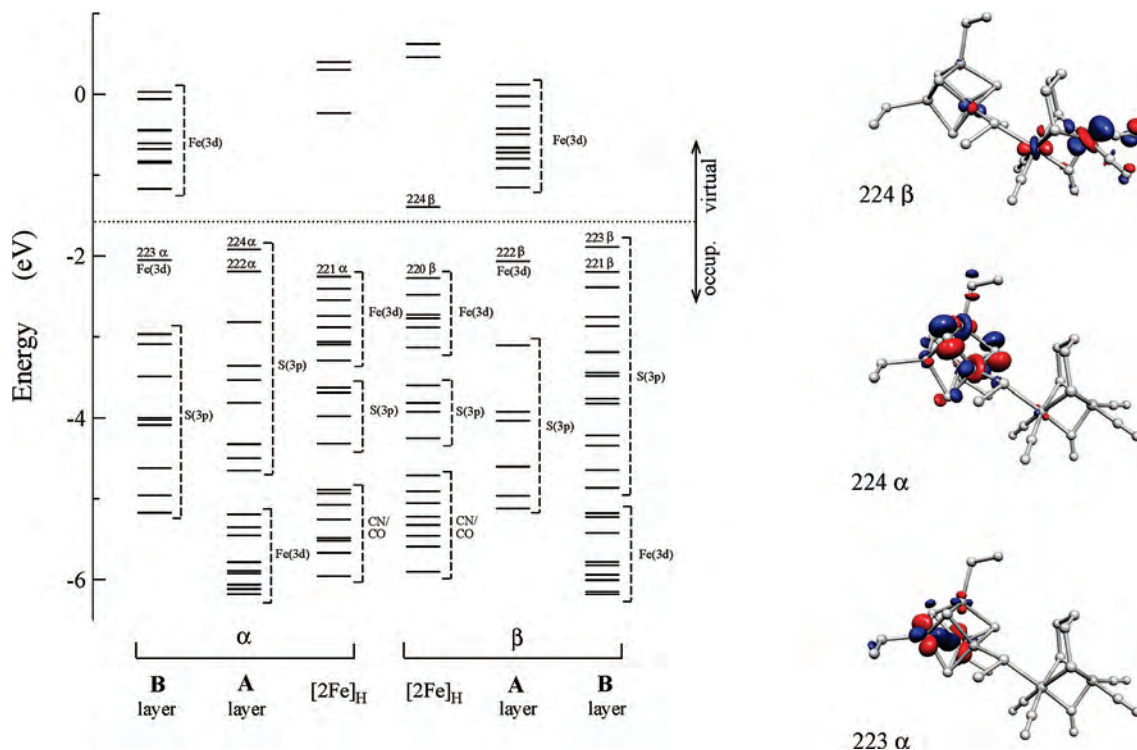 0
-2
-4
-6
Energy (eV)
Fe(3d)
223 α
Fe(3d)
S(3p)
224α
222α
S(3p)
Fe(3d)
221 α
Fe(3d)
S(3p)
CN/
CO
224 β
220 β
Fe(3d)
S(3p)
CN/
CO
Fe(3d)
222 β
Fe(3d)
S(3p)
223 β
221 β
S(3p)
Fe(3d)
virtual
occup.
α
β
B
layer
A
layer
[2Fe]H
[2Fe]H
A
layer
B
layer
224 β
224 α
223 α